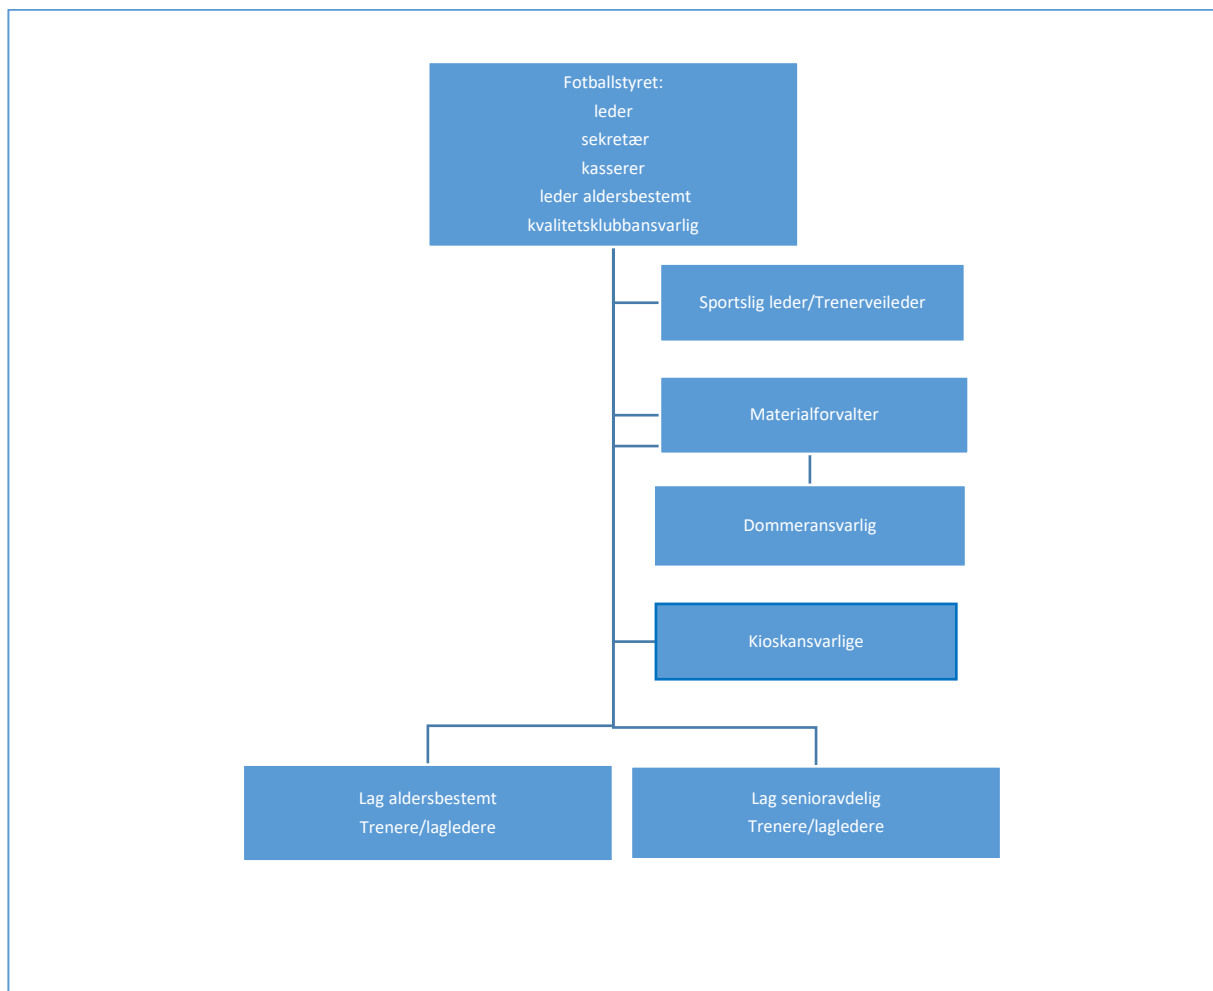 Fotballstyret:
leder
sekretær
kasserer
leder aldersbestemt
kvalitetsklubbansvarlig
Sportslig leder/Trenerveileder
Materialforvalter
Dommeransvarlig
Kioskansvarlige
Lag aldersbestemt
Trenere/lagledere
Lag senioravdelig
Trenere/lagledere